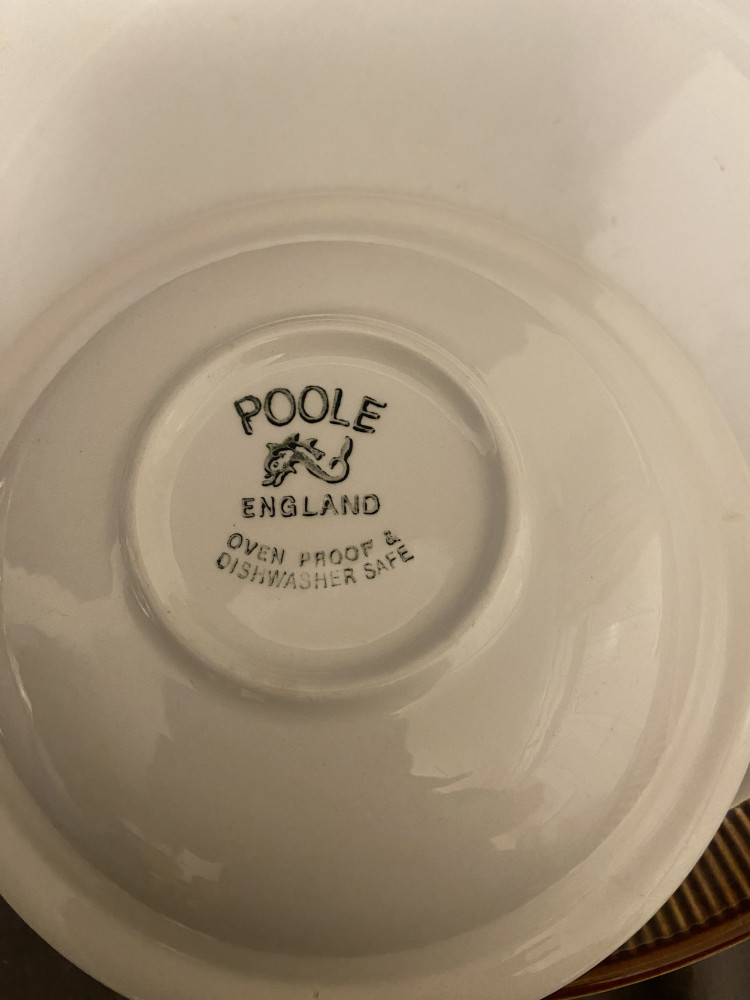 POOLE
ENGLAND
OVEN PROOF &
DISHWASHER SAFE